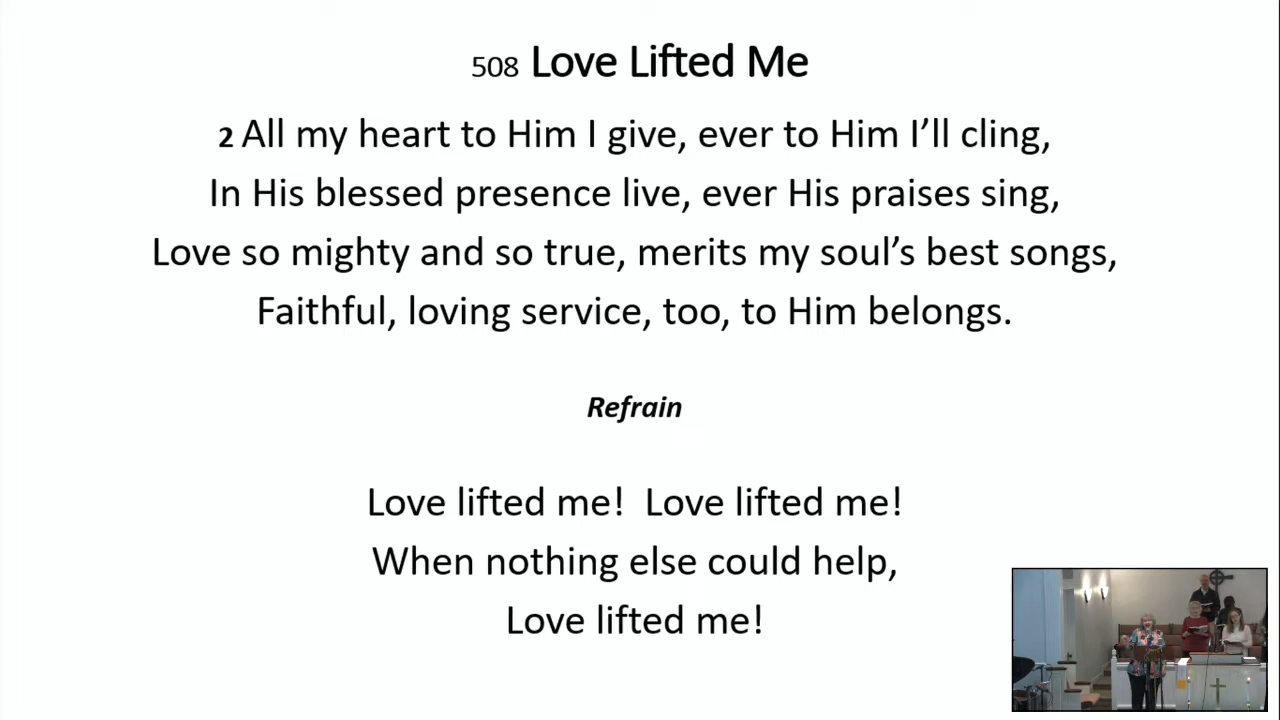 508 Love Lifted Me
2 All my heart to Him I give, ever to Him I’ll cling,
In His blessed presence live, ever His praises sing,
Love so mighty and so true, merits my soul’s best songs,
Faithful, loving service, too, to Him belongs.
Refrain
Love lifted me!  Love lifted me!
When nothing else could help,
Love lifted me!